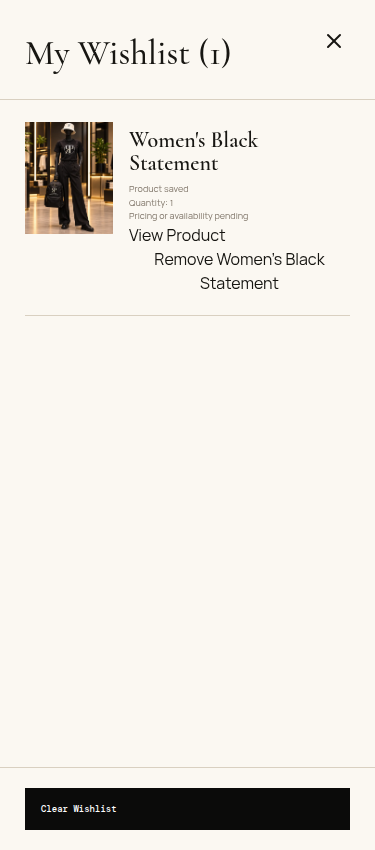 My Wishlist (1)
Women's Black
Statement
Product saved
Quantity: 1
Pricing or availability pending
View Product
Remove Women's Black
Statement
Clear Wishlist